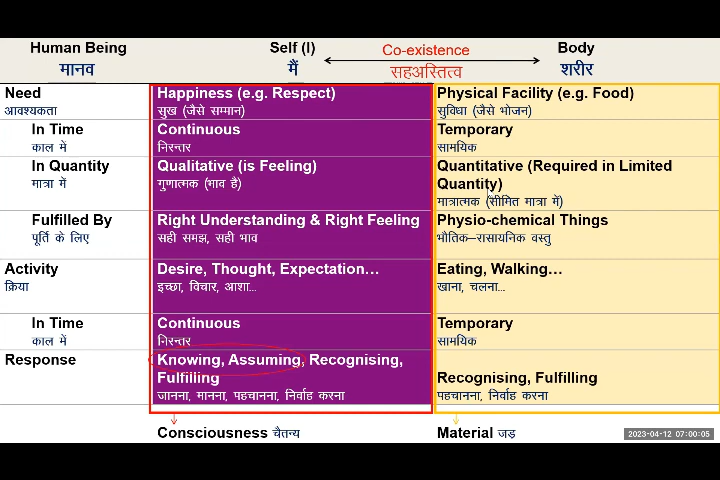 Human Being Self (I) Co-existence Body
मानव मैं सहअस्तित्व शरीर
Need Happiness (e.g. Respect) Physical Facility (e.g. Food)
आवश्यकता सुख (जैसे सम्मान) सुविधा (जैसे भोजन)
In Time Continuous Temporary
काल में निरन्तर सामयिक
In Quantity Qualitative (is Feeling) Quantitative (Required in Limited
Quantity)
मात्रा में गुणात्मक (भाव है)
मात्रात्मक (सीमित मात्रा में)
Fulfilled By Right Understanding & Right Feeling Physio-chemical Things
पूर्ति के लिए सही समझ, सही भाव भौतिक–रासायनिक वस्तु
Activity Desire, Thought, Expectation… Eating, Walking…
क्रिया इच्छा, विचार, आशा… खाना, चलना…
In Time Continuous Temporary
काल में निरन्तर सामयिक
Response Knowing, Assuming, Recognising,
Fulfilling Recognising, Fulfilling
जानना, मानना, पहचानना, निर्वाह करना पहचानना, निर्वाह करना
Consciousness चैतन्य Material जड़
2023-04-12 07:00:05